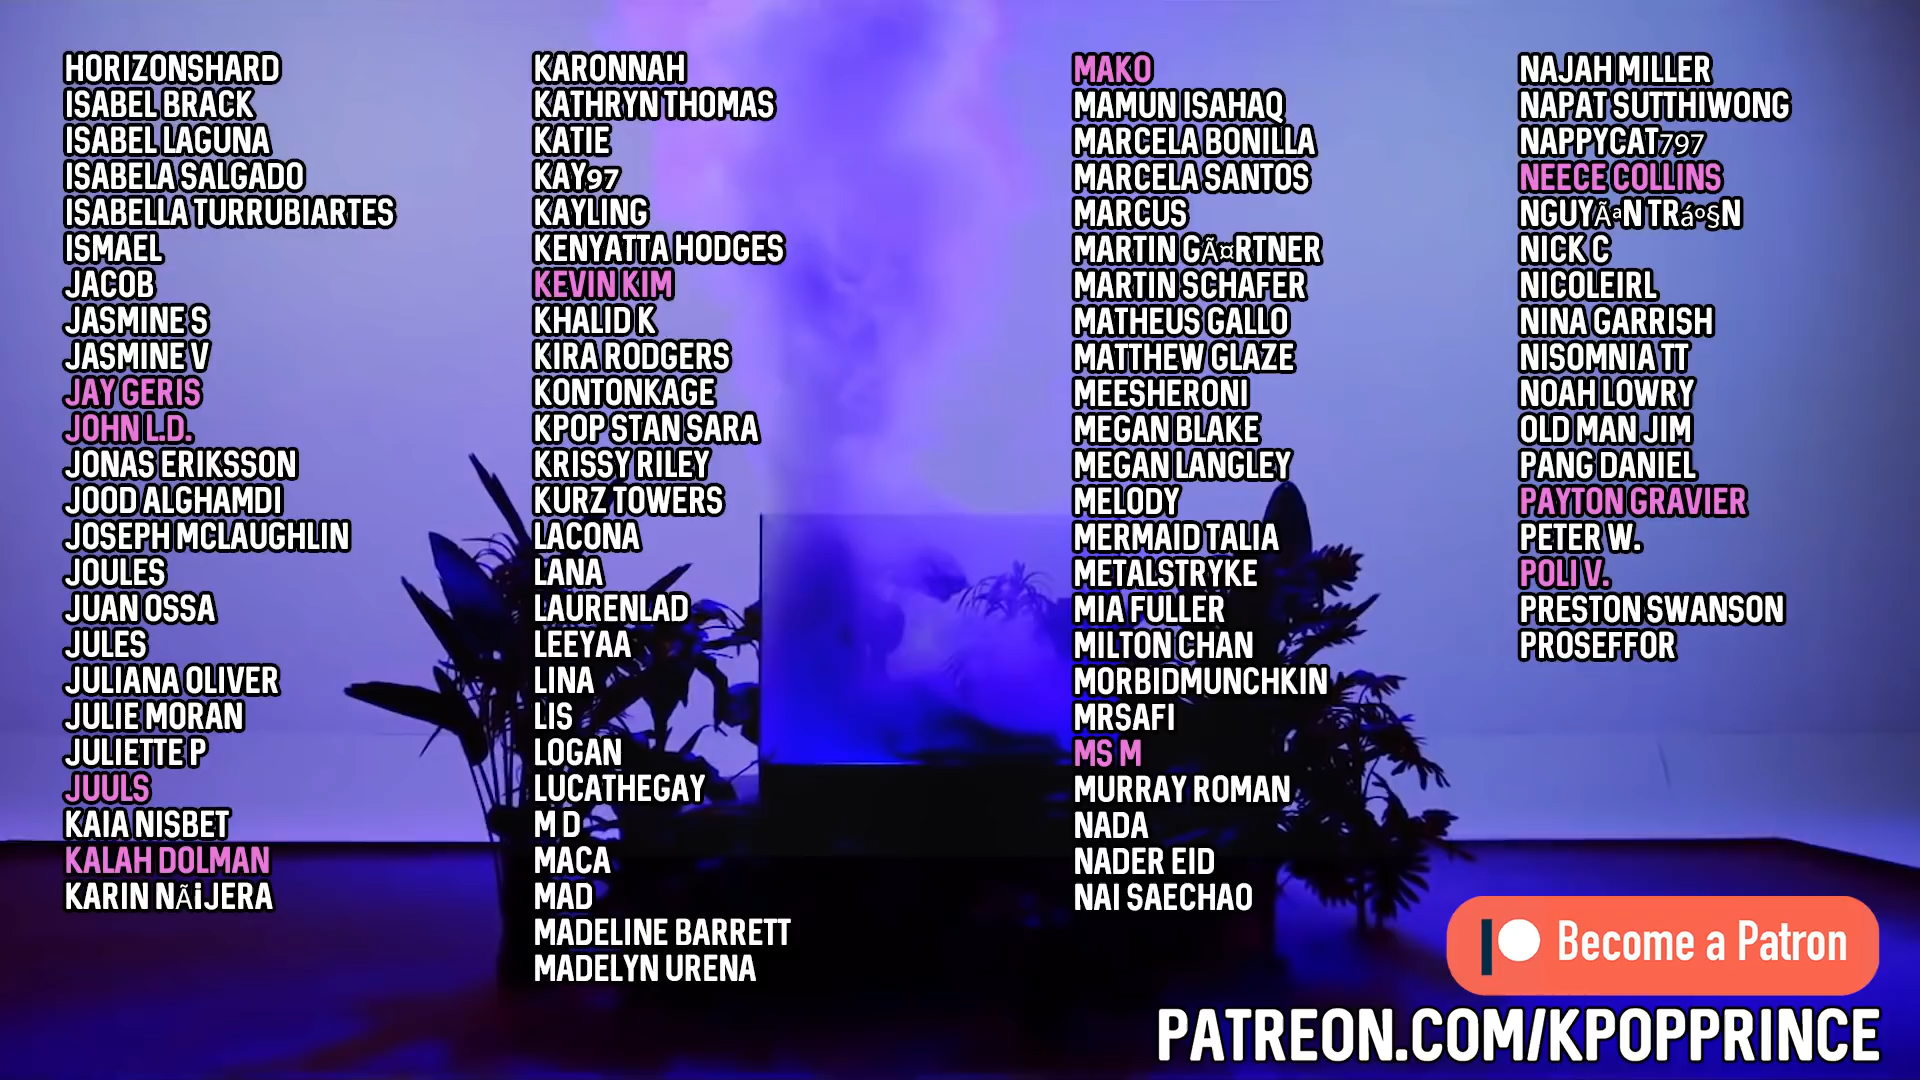 HORIZONSHARD
ISABEL BRACK
ISABEL LAGUNA
ISABELA SALGADO
ISABELLA TURRUBIARTES
ISMAEL
JACOB
JASMINE S
JASMINE V
JAY GERIS
JOHN L.D.
JONAS ERIKSSON
JOOD ALGHAMDI
JOSEPH MCLAUGHLIN
JOULES
JUAN OSSA
JULES
JULIANA OLIVER
JULIE MORAN
JULIETTE P
JUULS
KAIA NISBET
KALAH DOLMAN
KARIN NÃ¡JERA
KARONNAH
KATHRYN THOMAS
KATIE
KAY97
KAYLING
KENYATTA HODGES
KEVIN KIM
KHALID K
KIRA RODGERS
KONTONKAGE
KPOP STAN SARA
KRISSY RILEY
KURZ TOWERS
LACONA
LANA
LAURENLAD
LEEYAA
LINA
LIS
LOGAN
LUCATHEGAY
M D
MACA
MAD
MADELINE BARRETT
MADELYN URENA
MAKO
MAMUN ISAHAQ
MARCELA BONILLA
MARCELA SANTOS
MARCUS
MARTIN GÃ¤RTNER
MARTIN SCHAFER
MATHEUS GALLO
MATTHEW GLAZE
MEESHERONI
MEGAN BLAKE
MEGAN LANGLEY
MELODY
MERMAID TALIA
METALSTRYKE
MIA FULLER
MILTON CHAN
MORBIDMUNCHKIN
MRSAFI
MS M
MURRAY ROMAN
NADA
NADER EID
NAI SAECHAO
NAJAH MILLER
NAPAT SUTTHIWONG
NAPPYCAT797
NEECE COLLINS
NGUYÃªN TRáº§N
NICK C
NICOLEIRL
NINA GARRISH
NISOMNIA TT
NOAH LOWRY
OLD MAN JIM
PANG DANIEL
PAYTON GRAVIER
PETER W.
POLI V.
PRESTON SWANSON
PROSEFFOR
Become a Patron
PATREON.COM/KPOPPRINCE